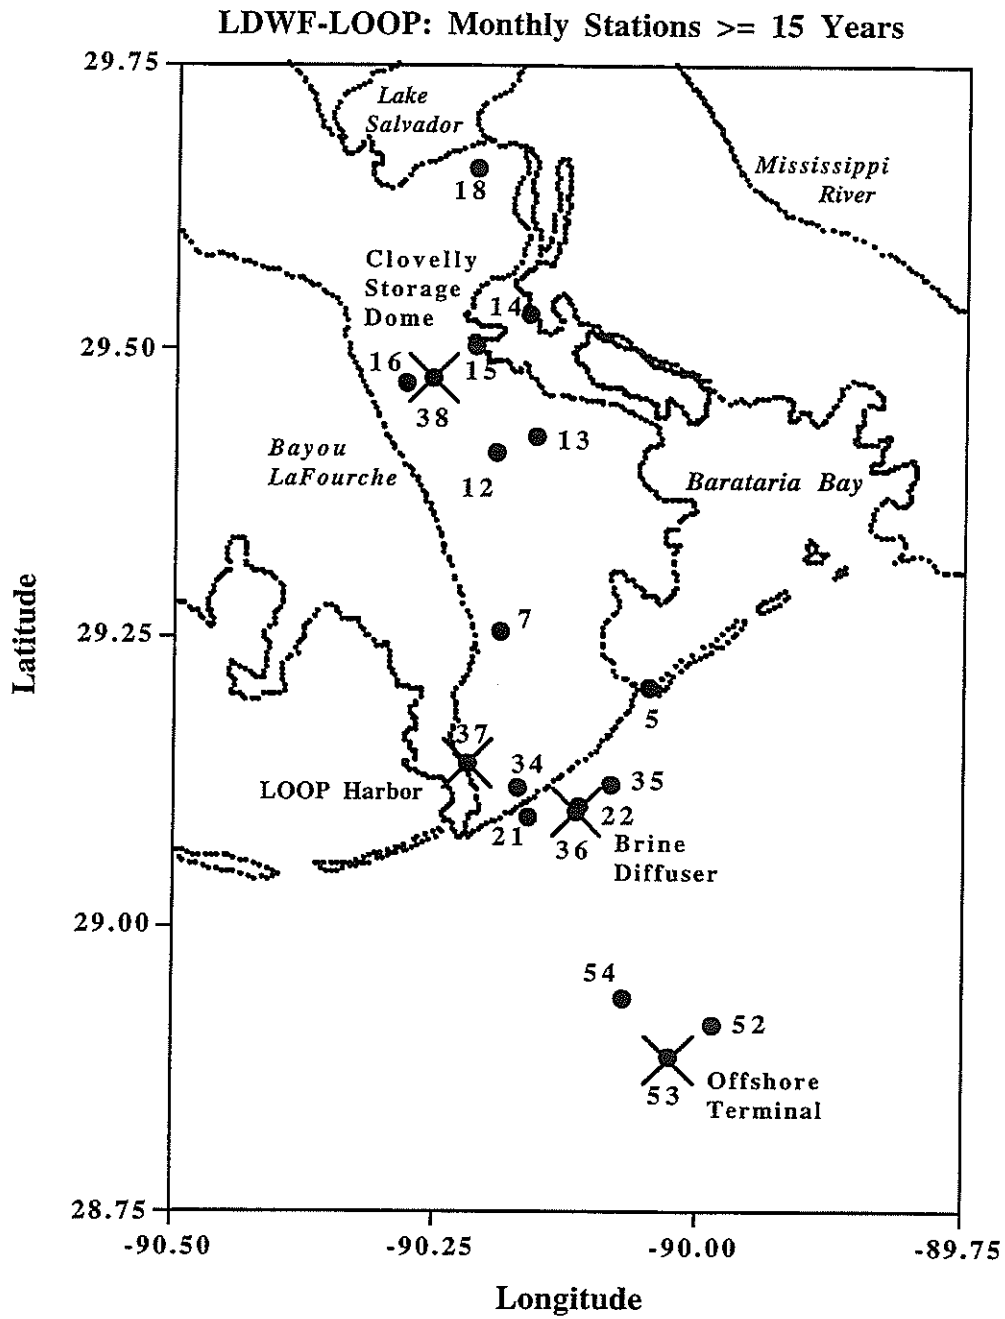 LDWF-LOOP: Monthly Stations >= 15 Years
29.75
Lake
Salvador
18
Mississippi
River
Clovelly
Storage
Dome
14
29.50
16
15
38
13
Bayou
LaFourche
12
Barataria Bay
7
29.25
Latitude
5
37
34
35
LOOP Harbor
21
22
36
Brine
Diffuser
29.00
54
52
53
Offshore
Terminal
28.75
-90.50
-90.25
-90.00
-89.75
Longitude